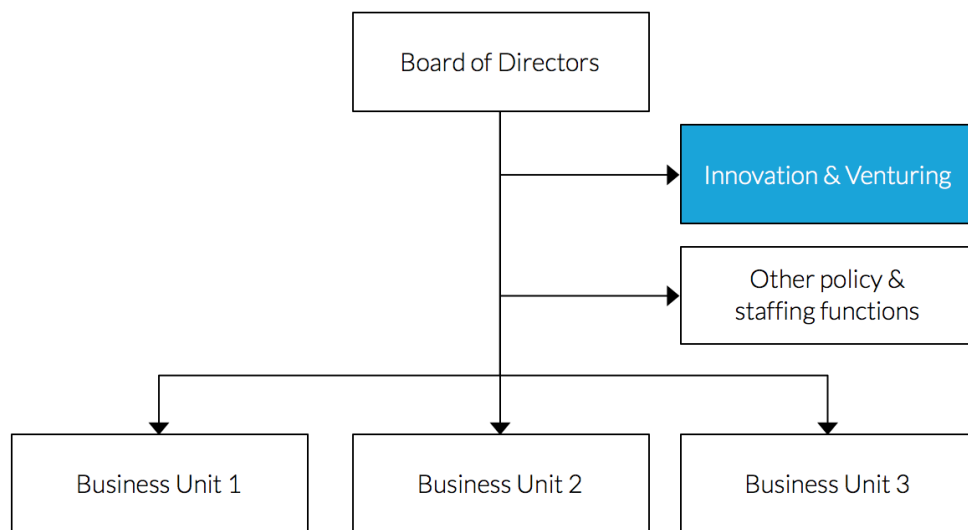 Board of Directors
Innovation & Venturing
Other policy &
staffing functions
Business Unit 1
Business Unit 2
Business Unit 3